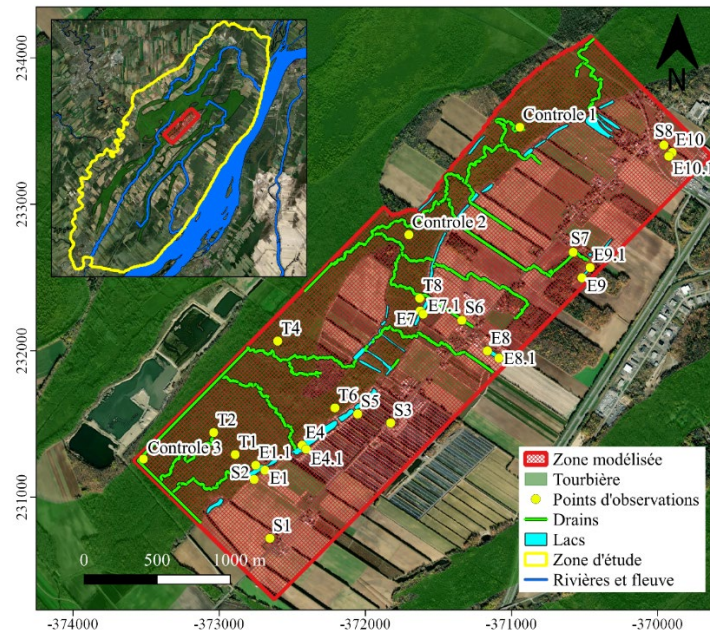 234000
N
Controle 1
S8
E10
E10.1
233000
Controle 2
S7
E9.1
T8
E9
E7.1
E7
S6
T4
232000
E8
E8.1
T6
S5
T2
E4
S3
Controle 3
T1
E1.1
E4.1
S2
E1
231000
S1
0 500 1000 m
Zone modélisée
Tourbière
Points d'observations
Drains
Lacs
Zone d'étude
Rivières et fleuve
-374000 -373000 -372000 -371000 -370000